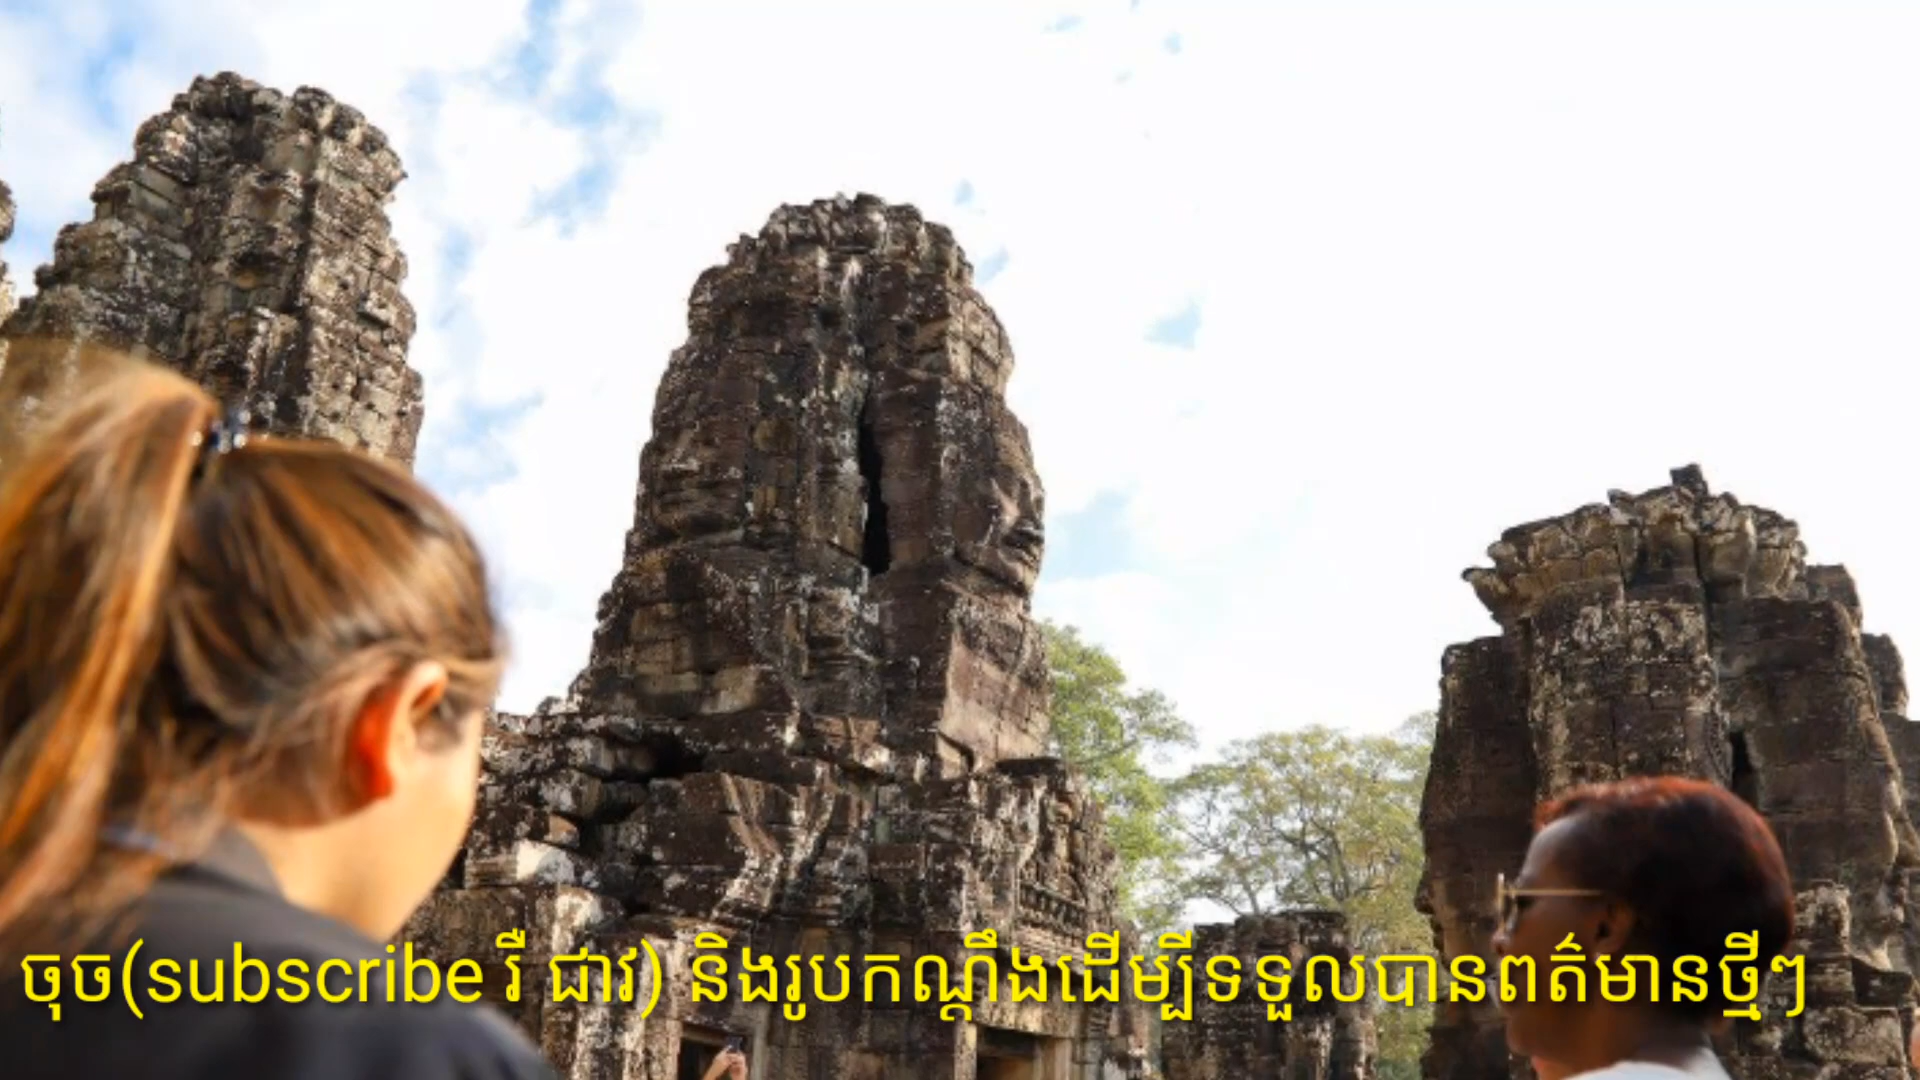 ចុច(subscribe រឺ ជាវ) និងរូបកណ្ដឹងដើម្បីទទួលបានពត៌មានថ្មីៗ